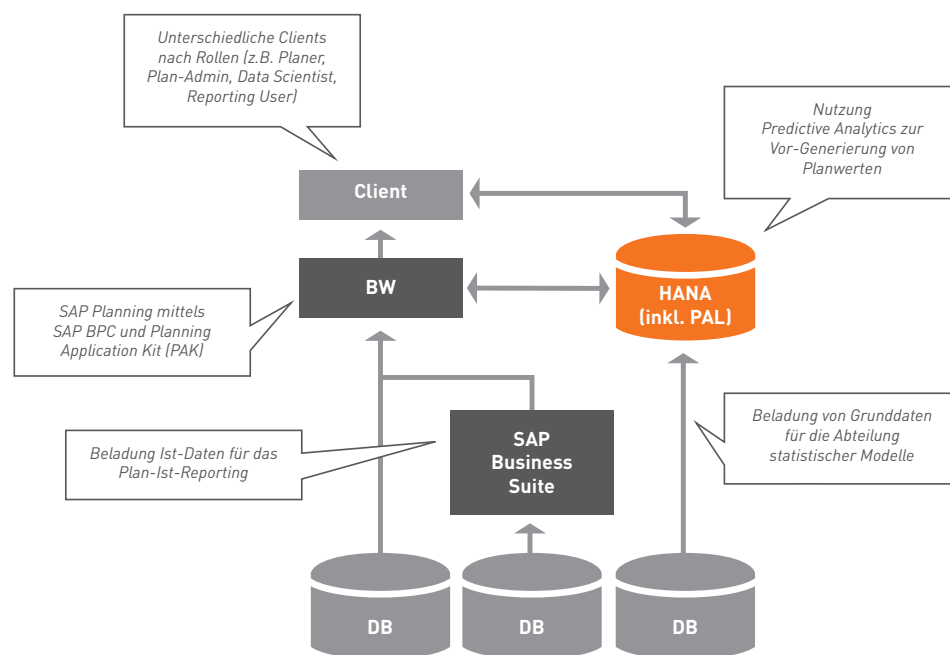 Unterschiedliche Clients
nach Rollen (z.B. Planer,
Plan-Admin, Data Scientist,
Reporting User)
Nutzung
Predictive Analytics zur
Vor-Generierung von
Planwerten
Client
BW
HANA
(inkl. PAL)
SAP Planning mittels
SAP BPC und Planning
Application Kit (PAK)
Beladung Ist-Daten für das
Plan-Ist-Reporting
SAP
Business
Suite
Beladung von Grunddaten
für die Abteilung
statistischer Modelle
DB
DB
DB